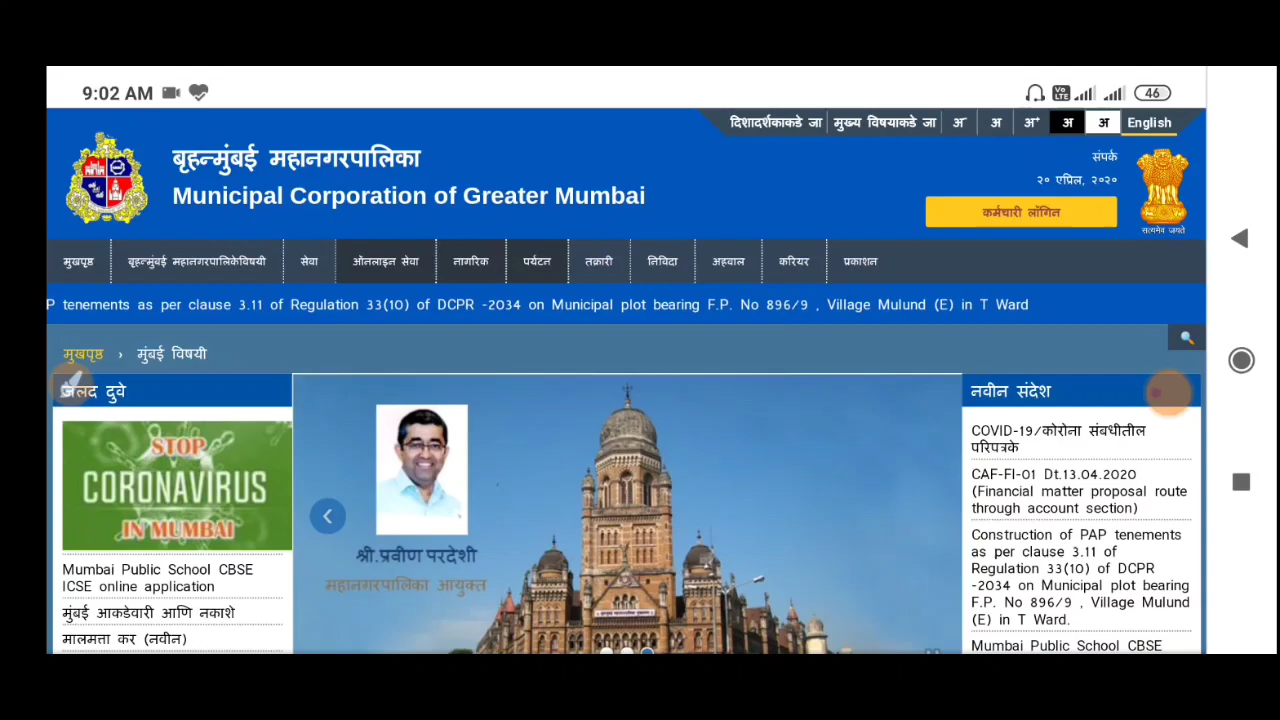 9:02 AM
Vo LTE
46
दिशादर्शकाकडे जा
मुख्य विषयाकडे जा
अ-
अ
अ+
अ
अ
English
बृहन्मुंबई महानगरपालिका
Municipal Corporation of Greater Mumbai
संपर्क
२० एप्रिल, २०२०
कर्मचारी लॉगिन
सत्यमेव जयते
मुखपृष्ठ
बृहन्मुंबई महानगरपालिकेविषयी
सेवा
ऑनलाइन सेवा
नागरिक
पर्यटन
तक्रारी
निविदा
अहवाल
करियर
प्रकाशन
P tenements as per clause 3.11 of Regulation 33(10) of DCPR -2034 on Municipal plot bearing F.P. No 896/9 , Village Mulund (E) in T Ward
मुखपृष्ठ › मुंबई विषयी
जलद दुवे
STOP
CORONAVIRUS
IN MUMBAI
Mumbai Public School CBSE
ICSE online application
मुंबई आकडेवारी आणि नकाशे
मालमत्ता कर (नवीन)
श्री.प्रवीण परदेशी
महानगरपालिका आयुक्त
नवीन संदेश
COVID-19/कोरोना संबधीतील
परिपत्रके
CAF-FI-01 Dt.13.04.2020
(Financial matter proposal route
through account section)
Construction of PAP tenements
as per clause 3.11 of
Regulation 33(10) of DCPR
-2034 on Municipal plot bearing
F.P. No 896/9 , Village Mulund
(E) in T Ward.
Mumbai Public School CBSE